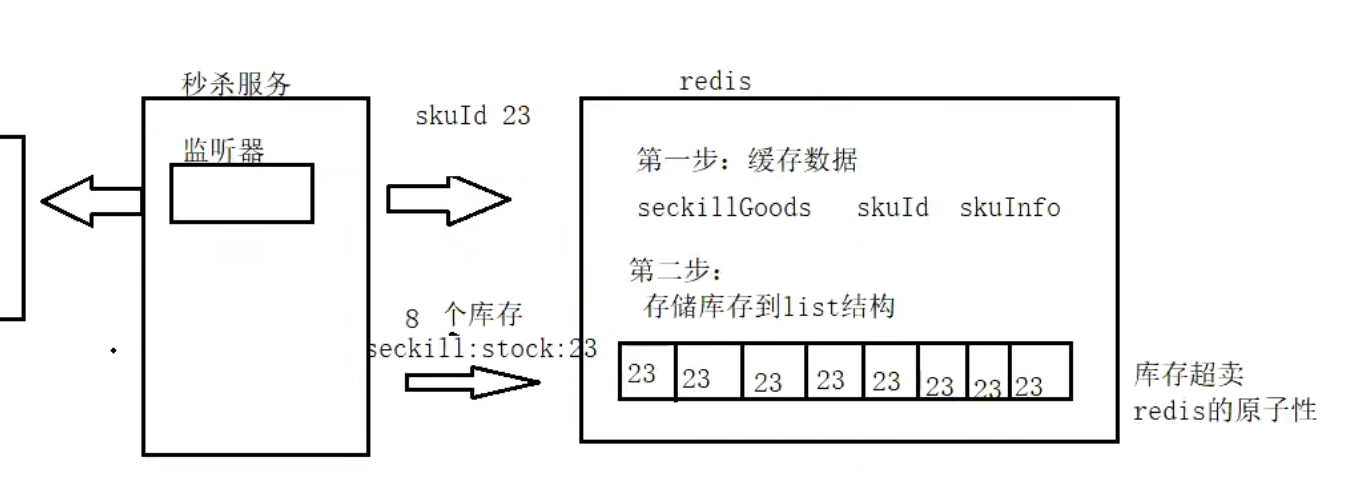 秒杀服务
监听器
skuId 23
8 个库存
seckill:stock:23
redis
第一步：缓存数据
seckillGoods skuId skuInfo
第二步：
存储库存到list结构
23 23 23 23 23 23 23 23
库存超卖
redis的原子性